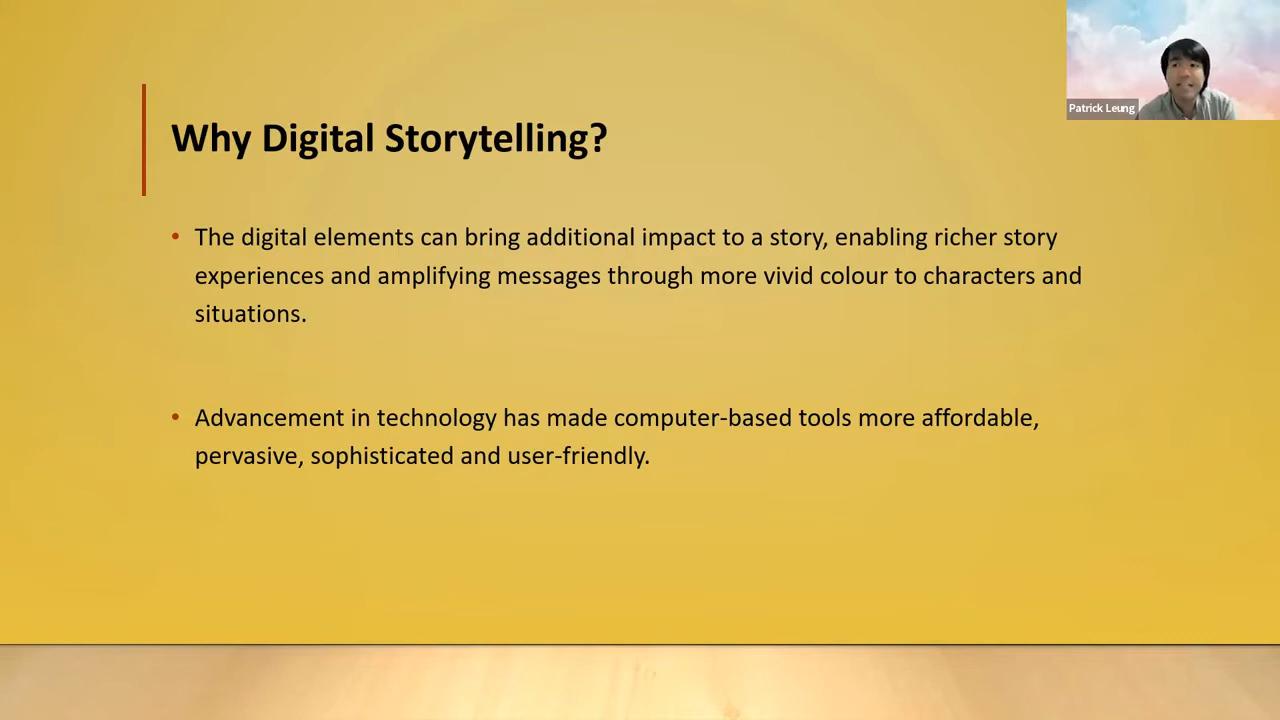 Patrick Leung
Why Digital Storytelling?
• The digital elements can bring additional impact to a story, enabling richer story
experiences and amplifying messages through more vivid colour to characters and
situations.
• Advancement in technology has made computer-based tools more affordable,
pervasive, sophisticated and user-friendly.